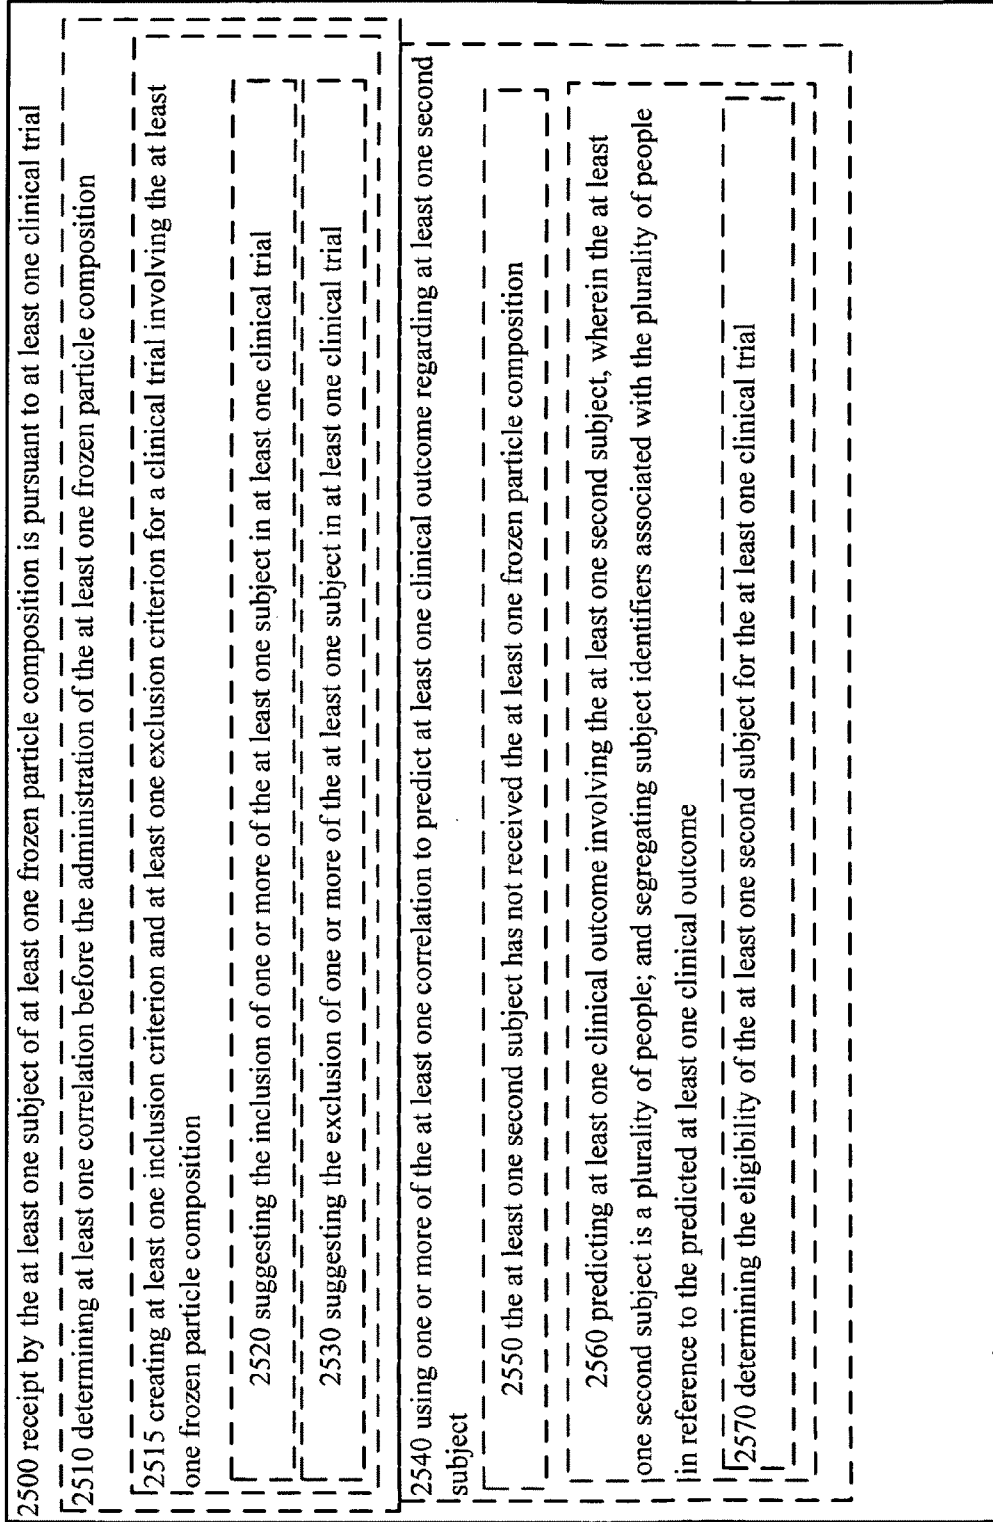 2500 receipt by the at least one subject of at least one frozen particle composition is pursuant to at least one clinical trial
2510 determining at least one correlation before the administration of the at least one frozen particle composition
2515 creating at least one inclusion criterion and at least one exclusion criterion for a clinical trial involving the at least
one frozen particle composition
2520 suggesting the inclusion of one or more of the at least one subject in at least one clinical trial
2530 suggesting the exclusion of one or more of the at least one subject in at least one clinical trial
2540 using one or more of the at least one correlation to predict at least one clinical outcome regarding at least one second
subject
2550 the at least one second subject has not received the at least one frozen particle composition
2560 predicting at least one clinical outcome involving the at least one second subject, wherein the at least
one second subject is a plurality of people; and segregating subject identifiers associated with the plurality of people
in reference to the predicted at least one clinical outcome
2570 determining the eligibility of the at least one second subject for the at least one clinical trial